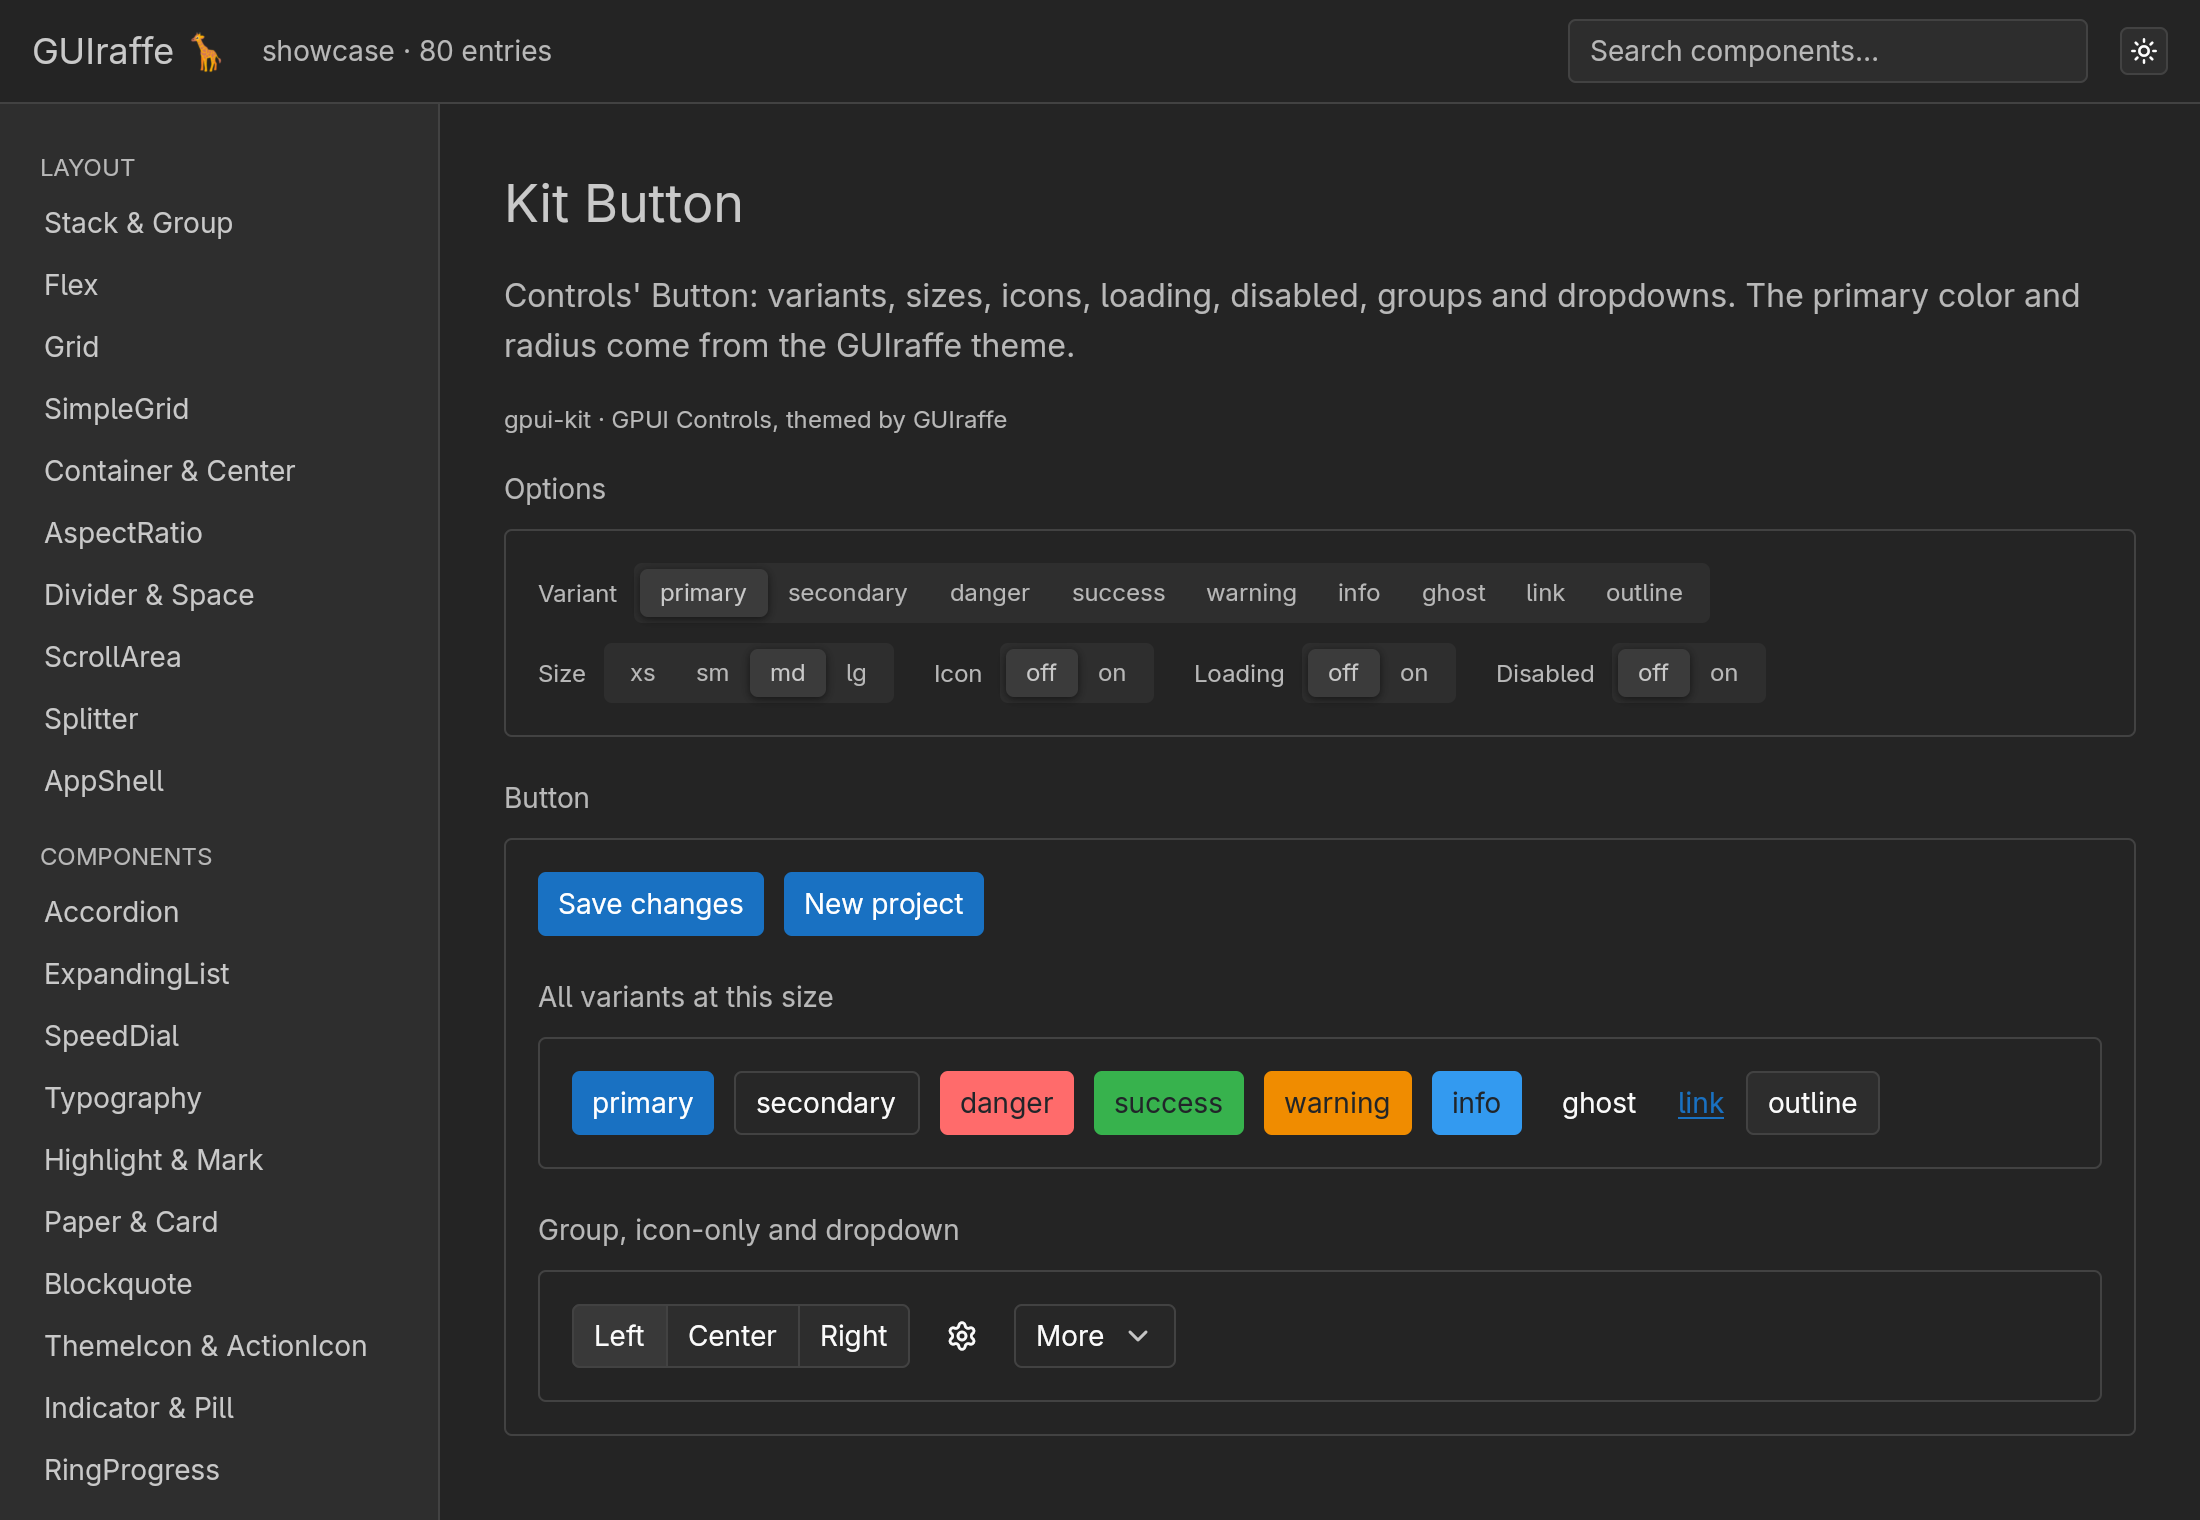 GUIraffe 🦒 showcase · 80 entries
Search components...
LAYOUT
Stack & Group
Flex
Grid
SimpleGrid
Container & Center
AspectRatio
Divider & Space
ScrollArea
Splitter
AppShell
COMPONENTS
Accordion
ExpandingList
SpeedDial
Typography
Highlight & Mark
Paper & Card
Blockquote
ThemeIcon & ActionIcon
Indicator & Pill
RingProgress
Kit Button
Controls' Button: variants, sizes, icons, loading, disabled, groups and dropdowns. The primary color and
radius come from the GUIraffe theme.
gpui-kit · GPUI Controls, themed by GUIraffe
Options
Variant primary secondary danger success warning info ghost link outline
Size xs sm md lg Icon off on Loading off on Disabled off on
Button
Save changes New project
All variants at this size
primary secondary danger success warning info ghost link outline
Group, icon-only and dropdown
Left Center Right More